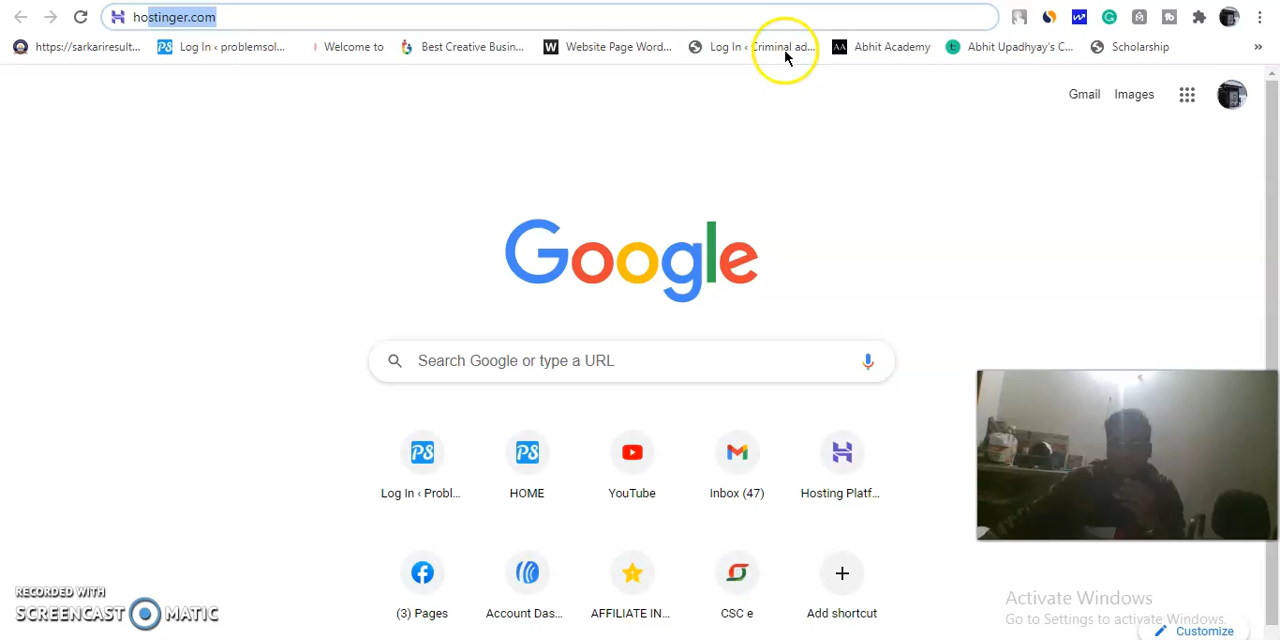 hostinger.com
https://sarkariresult... Log In ‹ problemsol... Welcome to Best Creative Busin... Website Page Word... Log In ‹ Criminal ad... Abhit Academy Abhit Upadhyay's C... Scholarship »
Gmail Images
Google
Search Google or type a URL
Log In ‹ Probl... HOME YouTube Inbox (47) Hosting Platf...
(3) Pages Account Das... AFFILIATE IN... CSC e Add shortcut
RECORDED WITH
SCREENCAST MATIC
Activate Windows
Go to Settings to activate Windows.
Customize